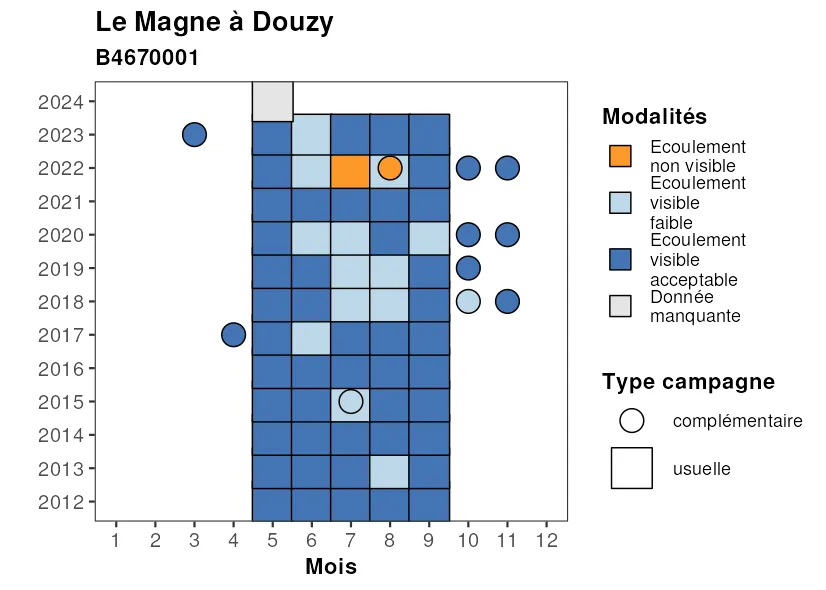 Le Magne à Douzy
B4670001
2024
2023
2022
2021
2020
2019
2018
2017
2016
2015
2014
2013
2012
1 2 3 4 5 6 7 8 9 10 11 12
Mois
Modalités
Ecoulement
non visible
Ecoulement
visible
faible
Ecoulement
visible
acceptable
Donnée
manquante
Type campagne
complémentaire
usuelle